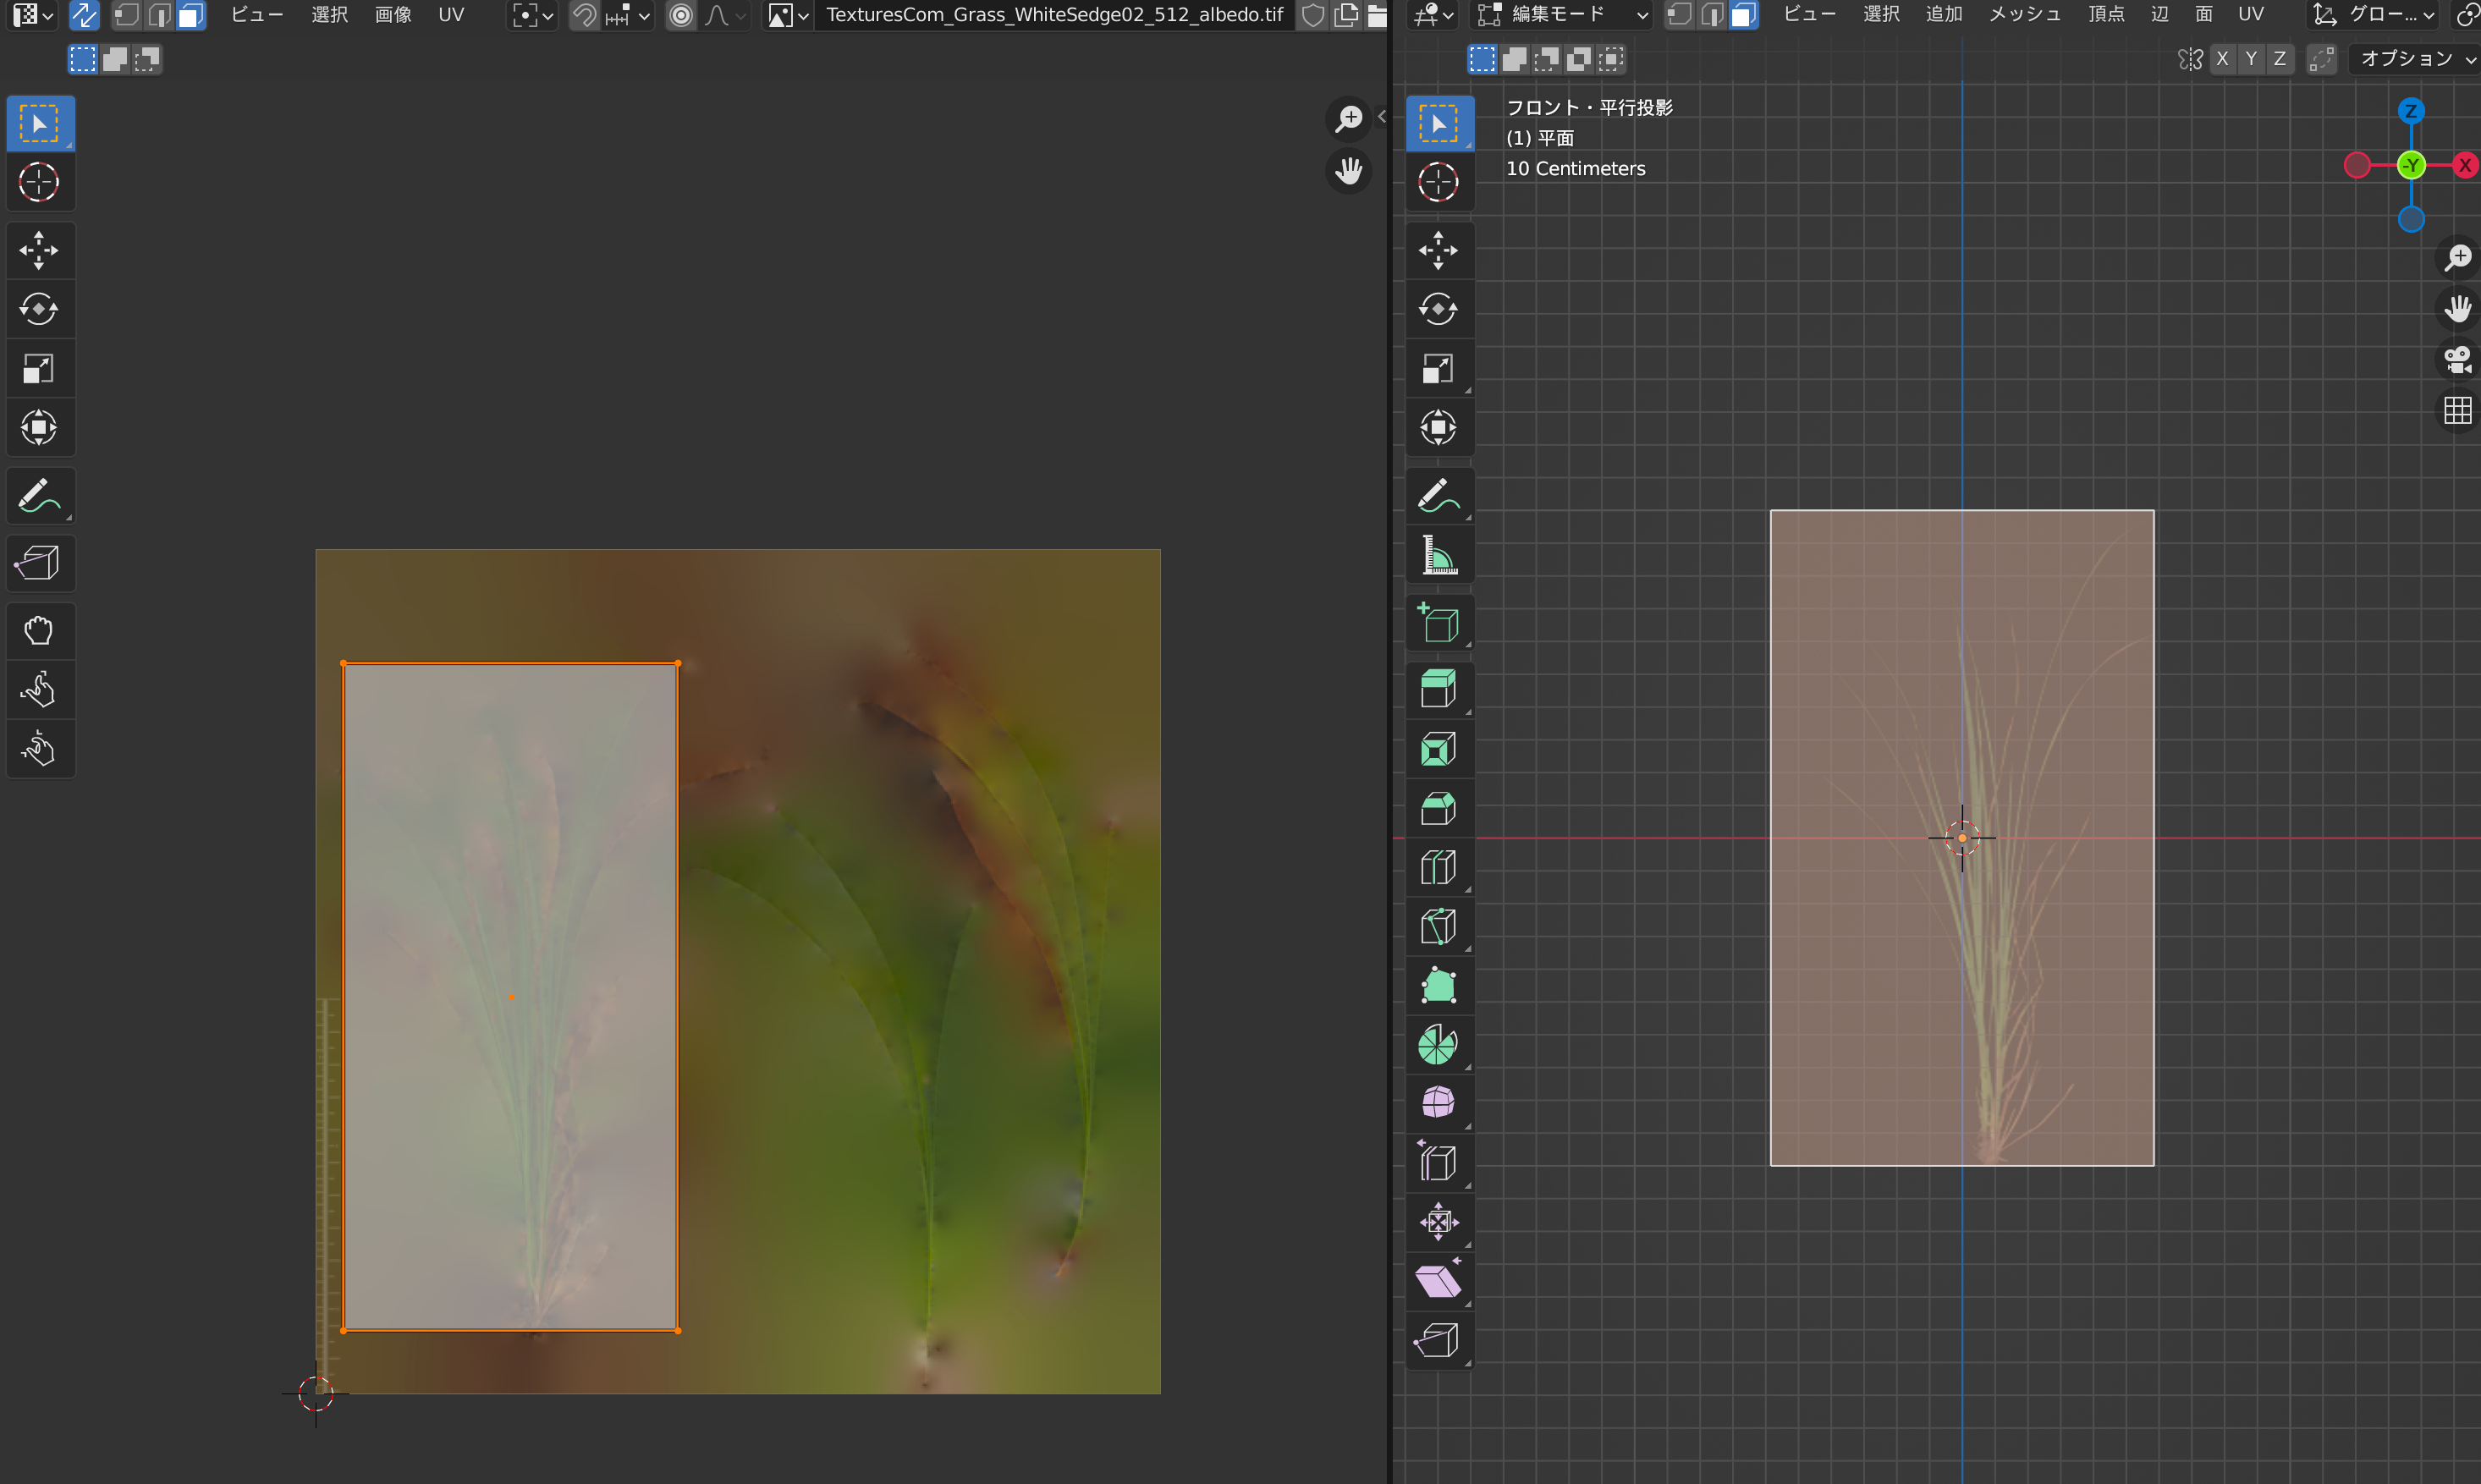 ビュー 選択 画像 UV TexturesCom_Grass_WhiteSedge02_512_albedo.tif
編集モード ビュー 選択 追加 メッシュ 頂点 辺 面 UV グロー...
X Y Z オプション
フロント・平行投影
(1) 平面
10 Centimeters
Z
-Y X